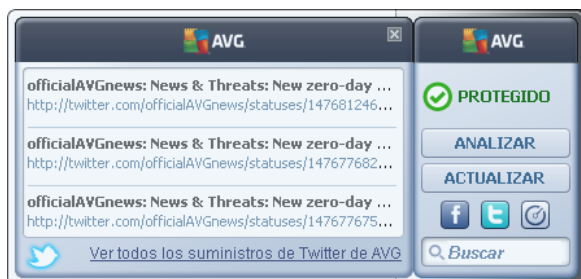 AVG
officialAVGnews: News & Threats: New zero-day ...
http://twitter.com/officialAVGnews/statuses/147681246...
officialAVGnews: News & Threats: New zero-day ...
http://twitter.com/officialAVGnews/statuses/147677682...
officialAVGnews: News & Threats: New zero-day ...
http://twitter.com/officialAVGnews/statuses/147677675...
Ver todos los suministros de Twitter de AVG
AVG
PROTEGIDO
ANALIZAR
ACTUALIZAR
Buscar